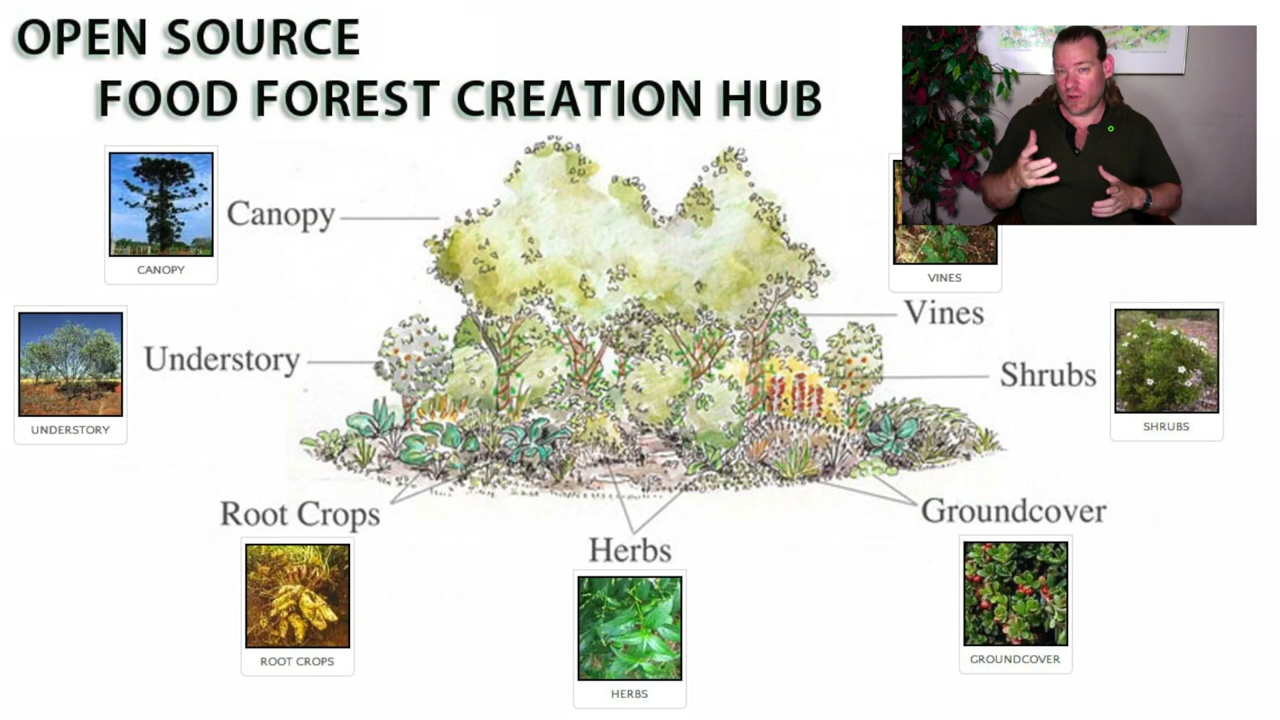 OPEN SOURCE
FOOD FOREST CREATION HUB
Canopy
CANOPY
VINES
Vines
Understory
UNDERSTORY
Shrubs
SHRUBS
Root Crops
ROOT CROPS
Herbs
HERBS
Groundcover
GROUNDCOVER